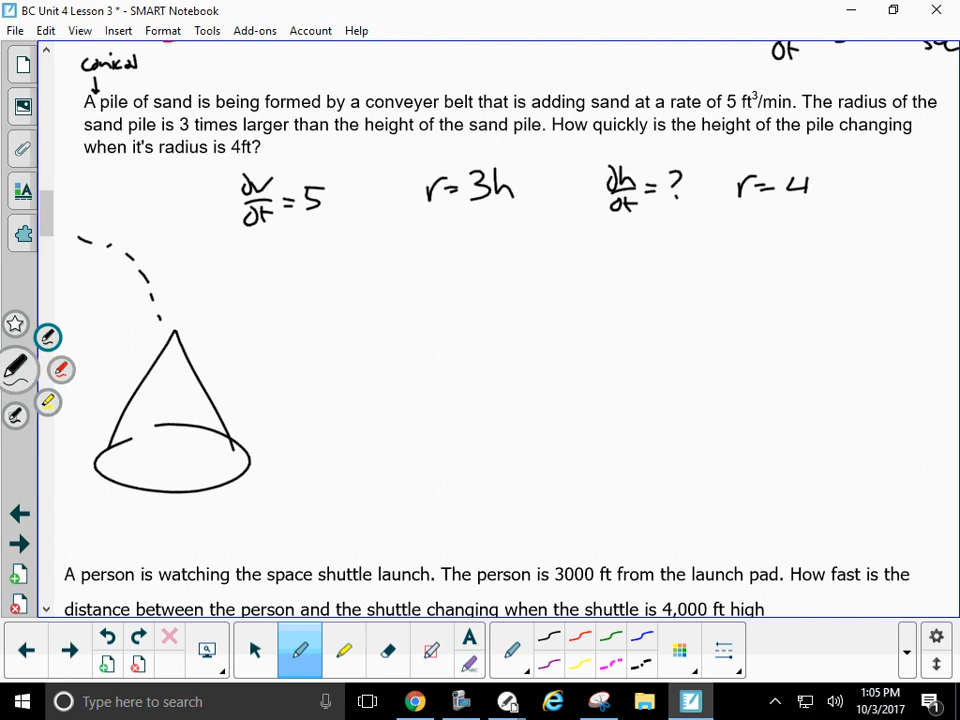 BC Unit 4 Lesson 3 * - SMART Notebook
File Edit View Insert Format Tools Add-ons Account Help
conical
A pile of sand is being formed by a conveyer belt that is adding sand at a rate of 5 ft³/min. The radius of the
sand pile is 3 times larger than the height of the sand pile. How quickly is the height of the pile changing
when it's radius is 4ft?
dV/dt = 5 r = 3h dh/dt = ? r = 4
A person is watching the space shuttle launch. The person is 3000 ft from the launch pad. How fast is the
distance between the person and the shuttle changing when the shuttle is 4,000 ft high
A
Type here to search
1:05 PM
10/3/2017